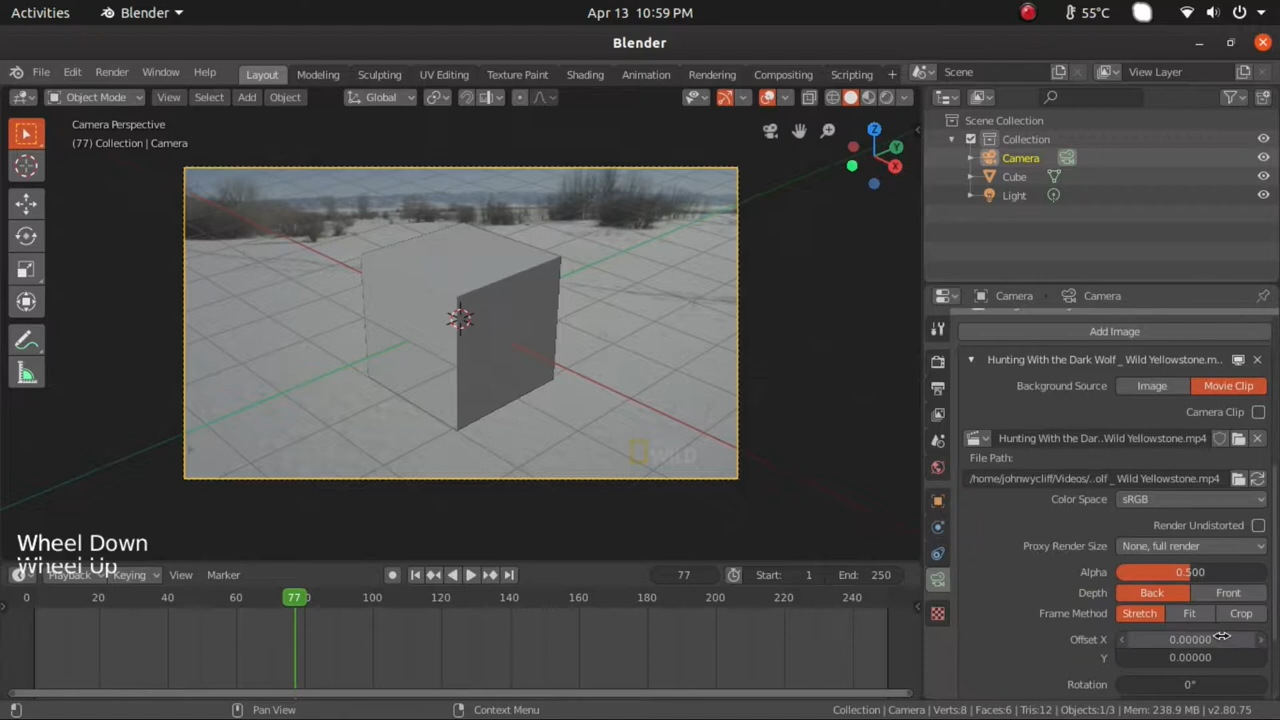 Activities Blender Apr 13 10:59 PM 55°C
Blender
File Edit Render Window Help Layout Modeling Sculpting UV Editing Texture Paint Shading Animation Rendering Compositing Scripting + Scene View Layer
Object Mode View Select Add Object Global
Camera Perspective
(77) Collection | Camera
Z
Y
X
Scene Collection
Collection
Camera
Cube
Light
Camera Camera
Add Image
Hunting With the Dark Wolf _ Wild Yellowstone.m..
Background Source Image Movie Clip
Camera Clip
Hunting With the Dar..Wild Yellowstone.mp4
File Path:
/home/johnwycliff/Videos/..olf _ Wild Yellowstone.mp4
Color Space sRGB
Render Undistorted
Proxy Render Size None, full render
Alpha 0.500
Depth Back Front
Frame Method Stretch Fit Crop
Offset X 0.00000
Y 0.00000
Rotation 0°
WILD
Wheel Down
Wheel Up
Playback Keying View Marker 77 Start: 1 End: 250
0 20 40 60 77 100 120 140 160 180 200 220 240
Pan View Context Menu Collection | Camera | Verts:8 | Faces:6 | Tris:12 | Objects:1/3 | Mem: 238.9 MB | v2.80.75